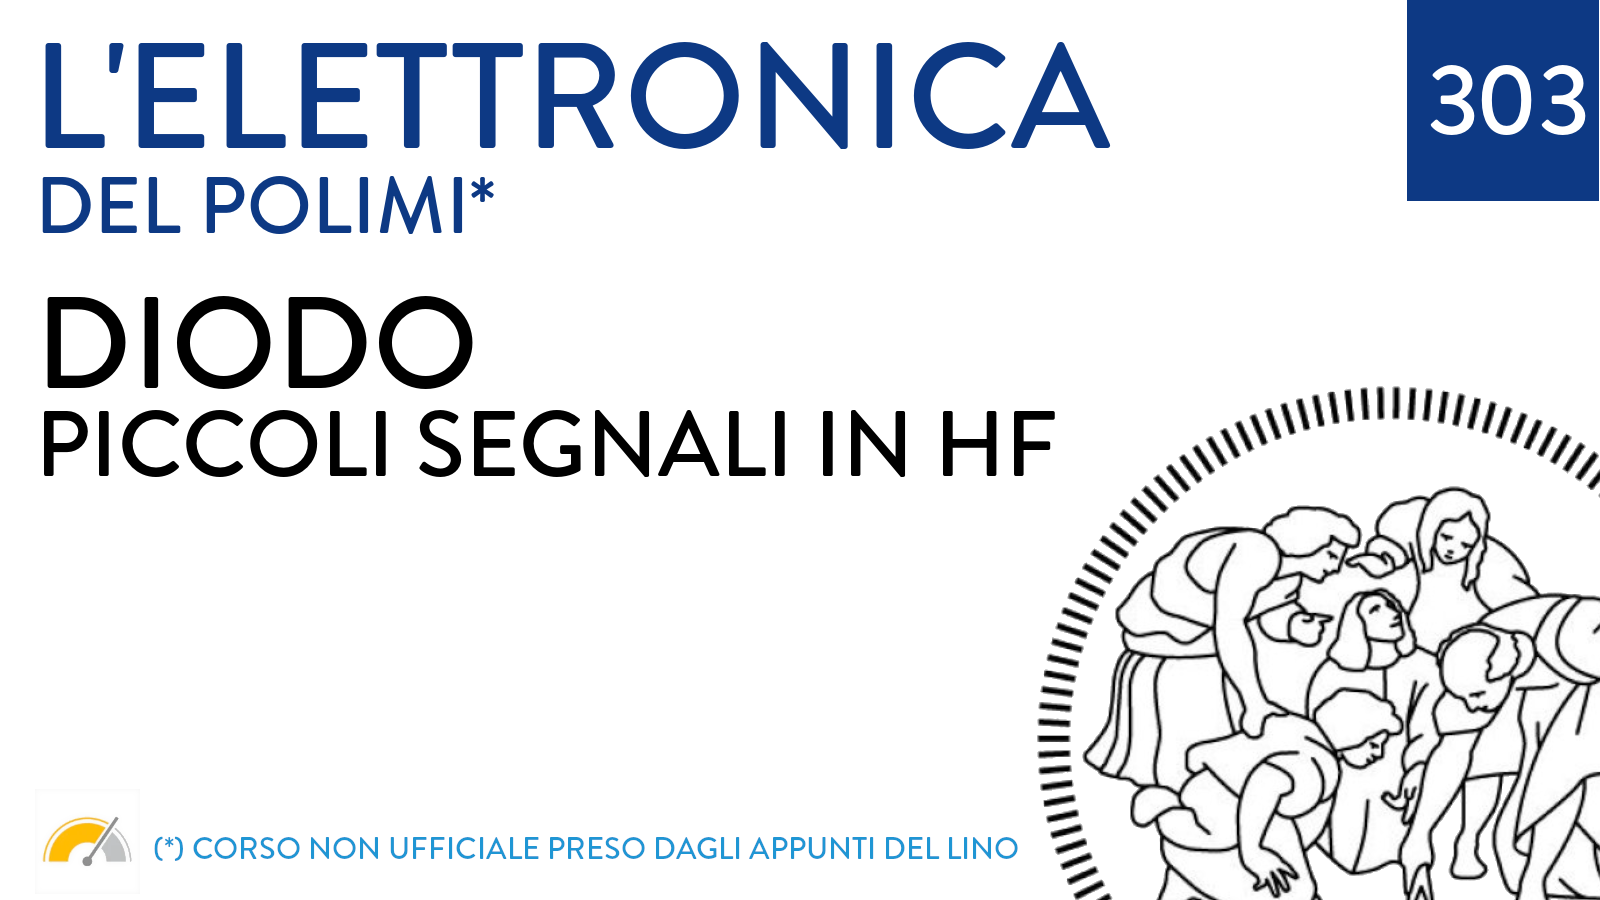 L'ELETTRONICA
303
DEL POLIMI*
DIODO
PICCOLI SEGNALI IN HF
(*) CORSO NON UFFICIALE PRESO DAGLI APPUNTI DEL LINO